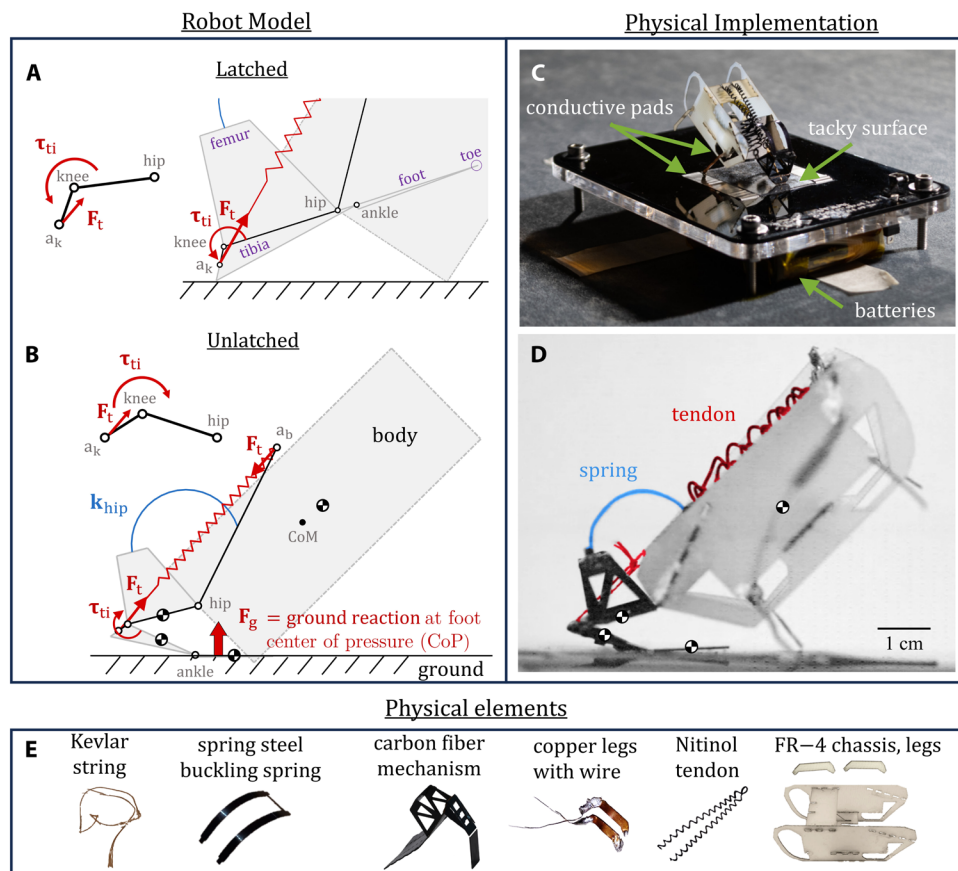 Robot Model
Physical Implementation
A
Latched
τti
knee
hip
ak
Ft
femur
toe
foot
τti
Ft
hip
ankle
knee
tibia
ak
C
conductive pads
tacky surface
batteries
B
Unlatched
τti
knee
Ft
hip
ak
ab
Ft
body
khip
CoM
Ft
τti
hip
Fg = ground reaction at foot
center of pressure (CoP)
ankle
ground
D
tendon
spring
1 cm
Physical elements
E
Kevlar
string
spring steel
buckling spring
carbon fiber
mechanism
copper legs
with wire
Nitinol
tendon
FR−4 chassis, legs